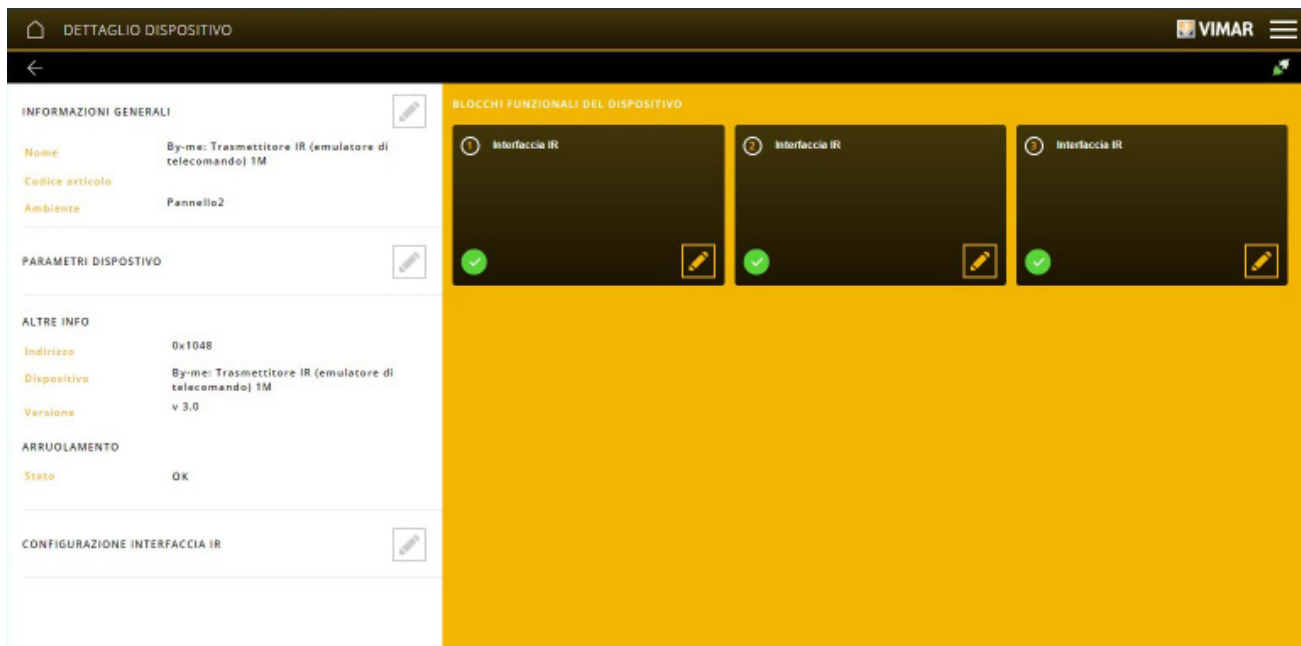 DETTAGLIO DISPOSITIVO
VIMAR
INFORMAZIONI GENERALI
Nome
By-me: Trasmettitore IR (emulatore di
telecomando) 1M
Codice articolo
Ambiente
Pannello2
PARAMETRI DISPOSTIVO
ALTRE INFO
Indirizzo
0x1048
Dispositivo
By-me: Trasmettitore IR (emulatore di
telecomando) 1M
Versione
v 3.0
ARRUOLAMENTO
Stato
OK
CONFIGURAZIONE INTERFACCIA IR
BLOCCHI FUNZIONALI DEL DISPOSITIVO
1 Interfaccia IR
2 Interfaccia IR
3 Interfaccia IR